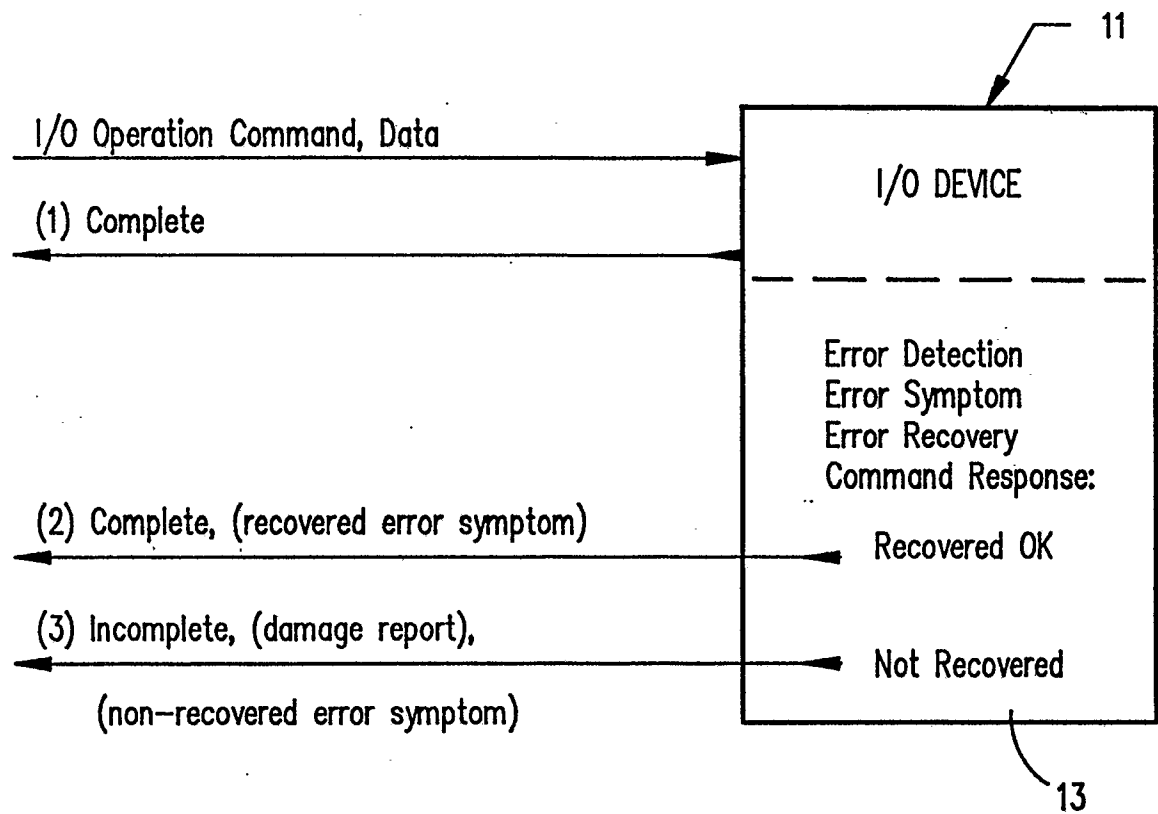 11
I/O Operation Command, Data
I/O DEVICE
(1) Complete
Error Detection
Error Symptom
Error Recovery
Command Response:
(2) Complete, (recovered error symptom)
Recovered OK
(3) Incomplete, (damage report),
Not Recovered
(non-recovered error symptom)
13